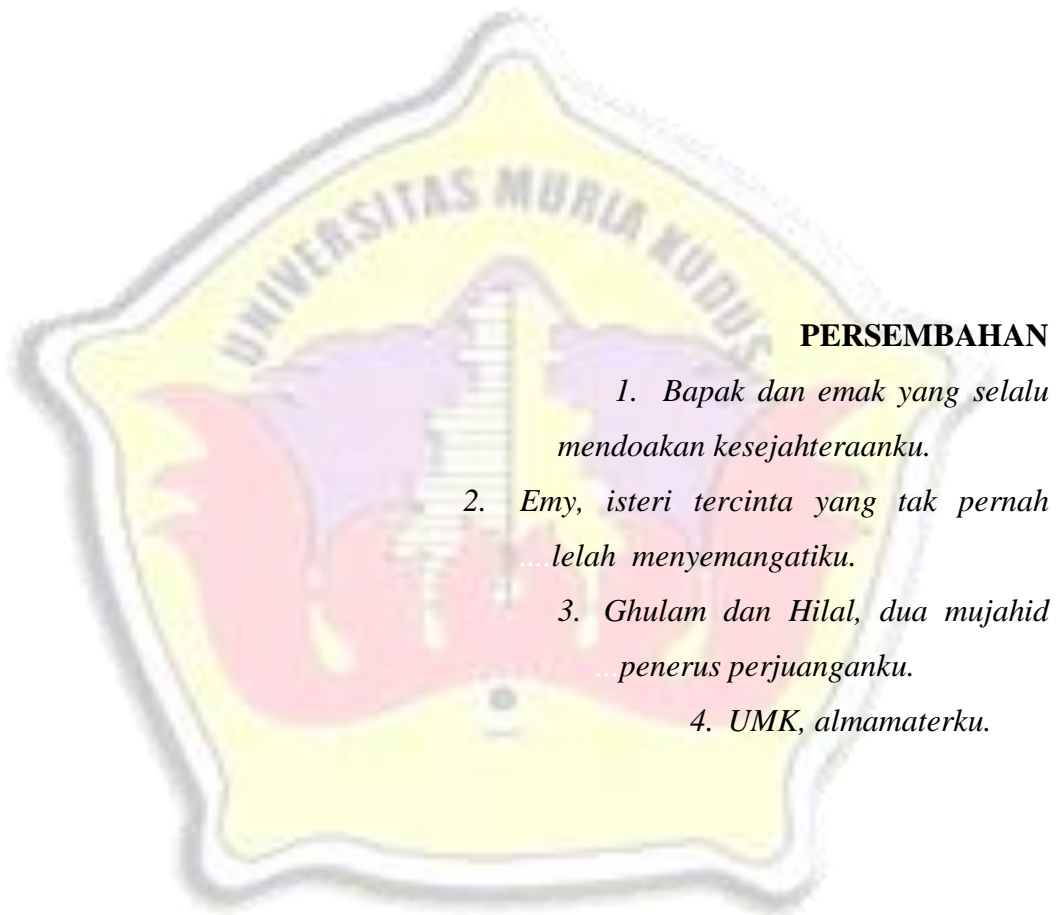 UNIVERSITAS MURIA KUDUS
PERSEMBAHAN
1. Bapak dan emak yang selalu
mendoakan kesejahteraanku.
2. Emy, isteri tercinta yang tak pernah
....lelah menyemangatiku.
3. Ghulam dan Hilal, dua mujahid
...penerus perjuanganku.
4. UMK, almamaterku.